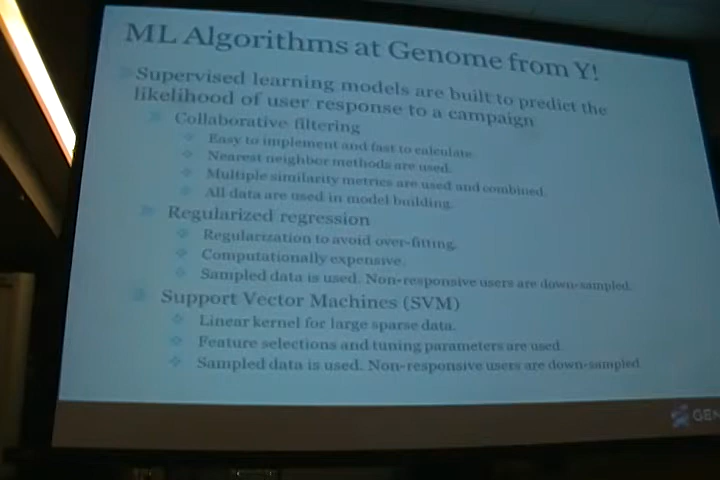 ML Algorithms at Genome from Y!
Supervised learning models are built to predict the
likelihood of user response to a campaign
Collaborative filtering
Easy to implement and fast to calculate.
Nearest neighbor methods are used.
Multiple similarity metrics are used and combined.
All data are used in model building.
Regularized regression
Regularization to avoid over-fitting.
Computationally expensive.
Sampled data is used. Non-responsive users are down-sampled.
Support Vector Machines (SVM)
Linear kernel for large sparse data.
Feature selections and tuning parameters are used.
Sampled data is used. Non-responsive users are down-sampled
GEN